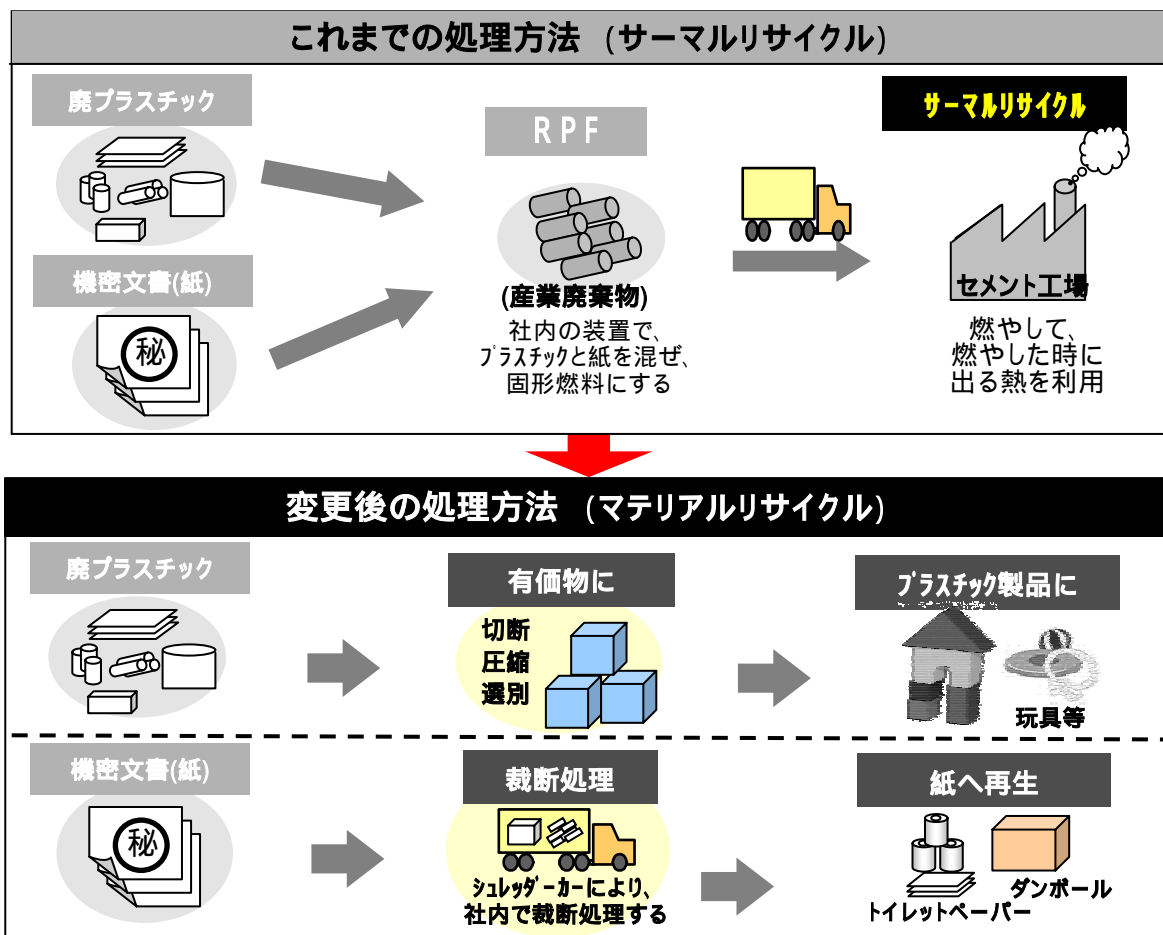 これまでの処理方法 (サーマルリサイクル)
廃プラスチック
機密文書(紙)
秘
RPF
(産業廃棄物)
社内の装置で、
プラスチックと紙を混ぜ、
固形燃料にする
サーマルリサイクル
セメント工場
燃やして、
燃やした時に
出る熱を利用
変更後の処理方法 (マテリアルリサイクル)
廃プラスチック
有価物に
切断
圧縮
選別
プラスチック製品に
玩具等
機密文書(紙)
秘
裁断処理
シュレッダーカーにより、
社内で裁断処理する
紙へ再生
トイレットペーパー
ダンボール